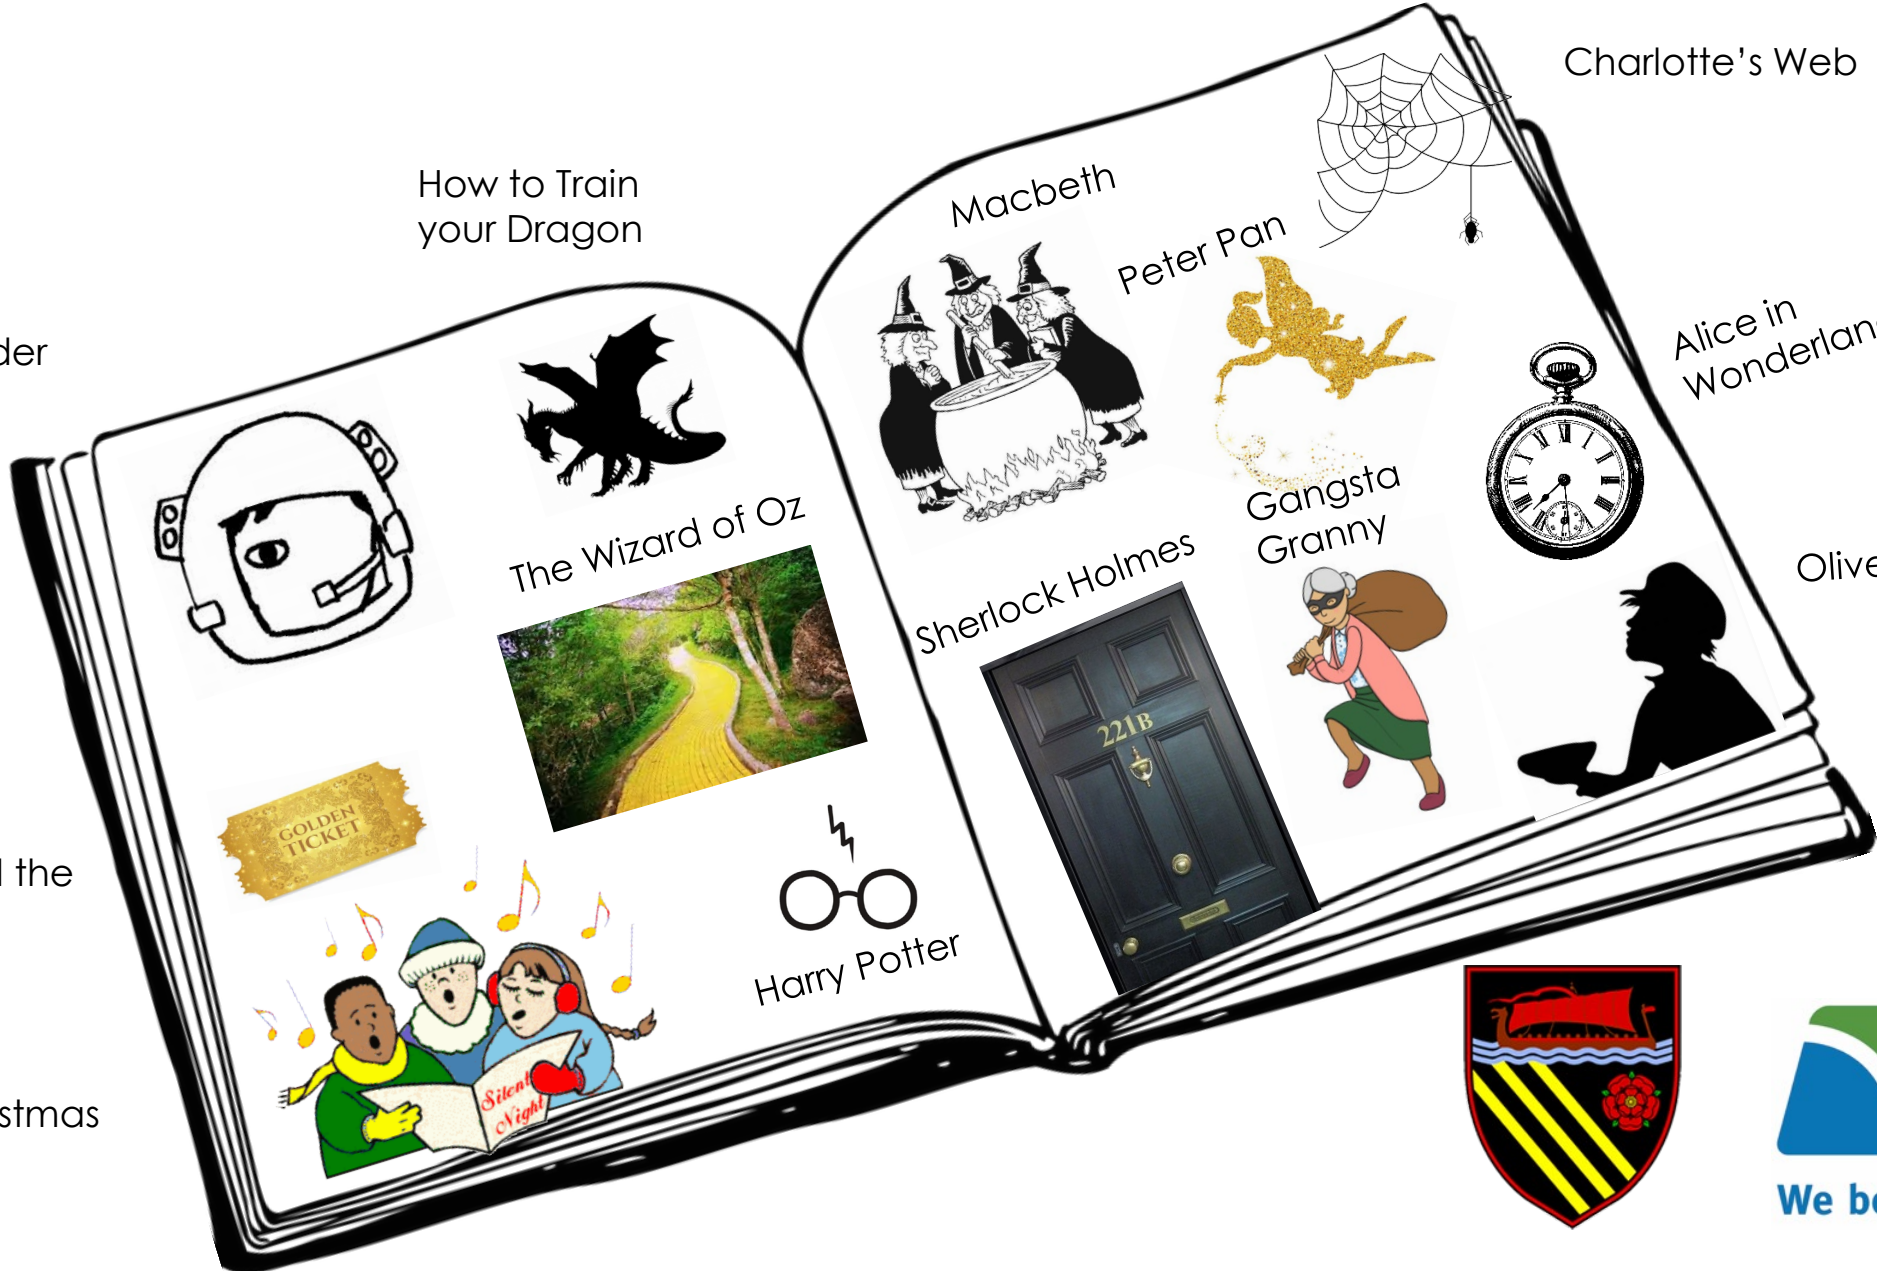 Charlotte's Web
How to Train
your Dragon
Macbeth
Peter Pan
der
Alice in
Wonderlan
The Wizard of Oz
Gangsta
Granny
Sherlock Holmes
Olive
221B
GOLDEN
TICKET
l the
Harry Potter
Silent
Night
stmas
We be